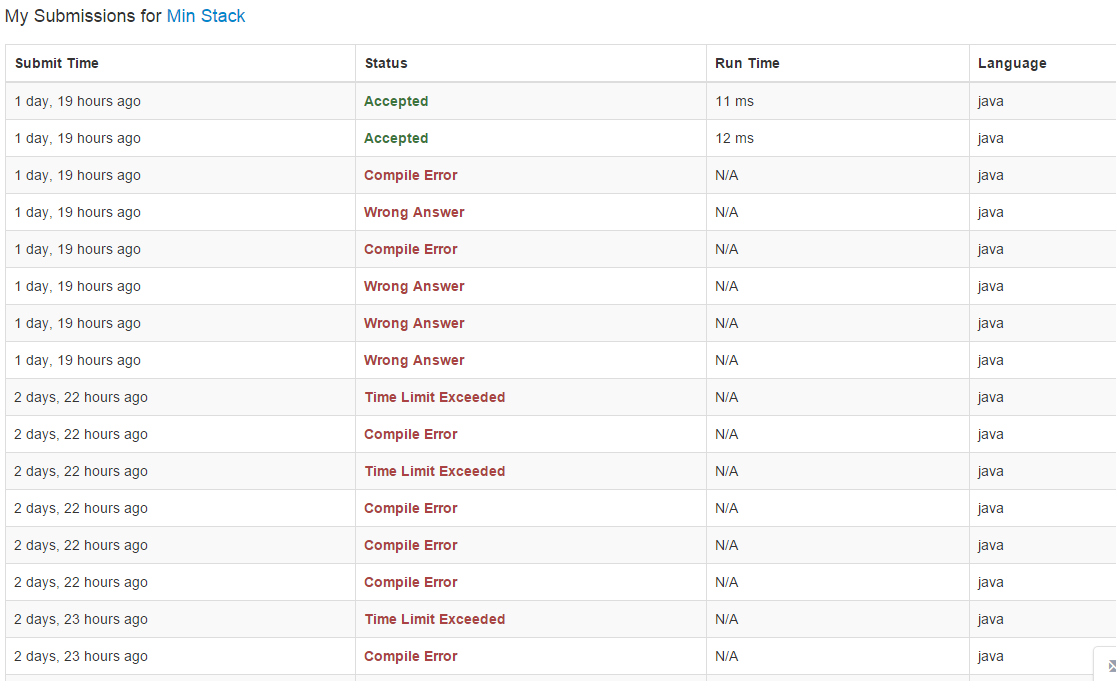 My Submissions for Min Stack
Submit Time Status Run Time Language
1 day, 19 hours ago Accepted 11 ms java
1 day, 19 hours ago Accepted 12 ms java
1 day, 19 hours ago Compile Error N/A java
1 day, 19 hours ago Wrong Answer N/A java
1 day, 19 hours ago Compile Error N/A java
1 day, 19 hours ago Wrong Answer N/A java
1 day, 19 hours ago Wrong Answer N/A java
1 day, 19 hours ago Wrong Answer N/A java
2 days, 22 hours ago Time Limit Exceeded N/A java
2 days, 22 hours ago Compile Error N/A java
2 days, 22 hours ago Time Limit Exceeded N/A java
2 days, 22 hours ago Compile Error N/A java
2 days, 22 hours ago Compile Error N/A java
2 days, 22 hours ago Compile Error N/A java
2 days, 23 hours ago Time Limit Exceeded N/A java
2 days, 23 hours ago Compile Error N/A java